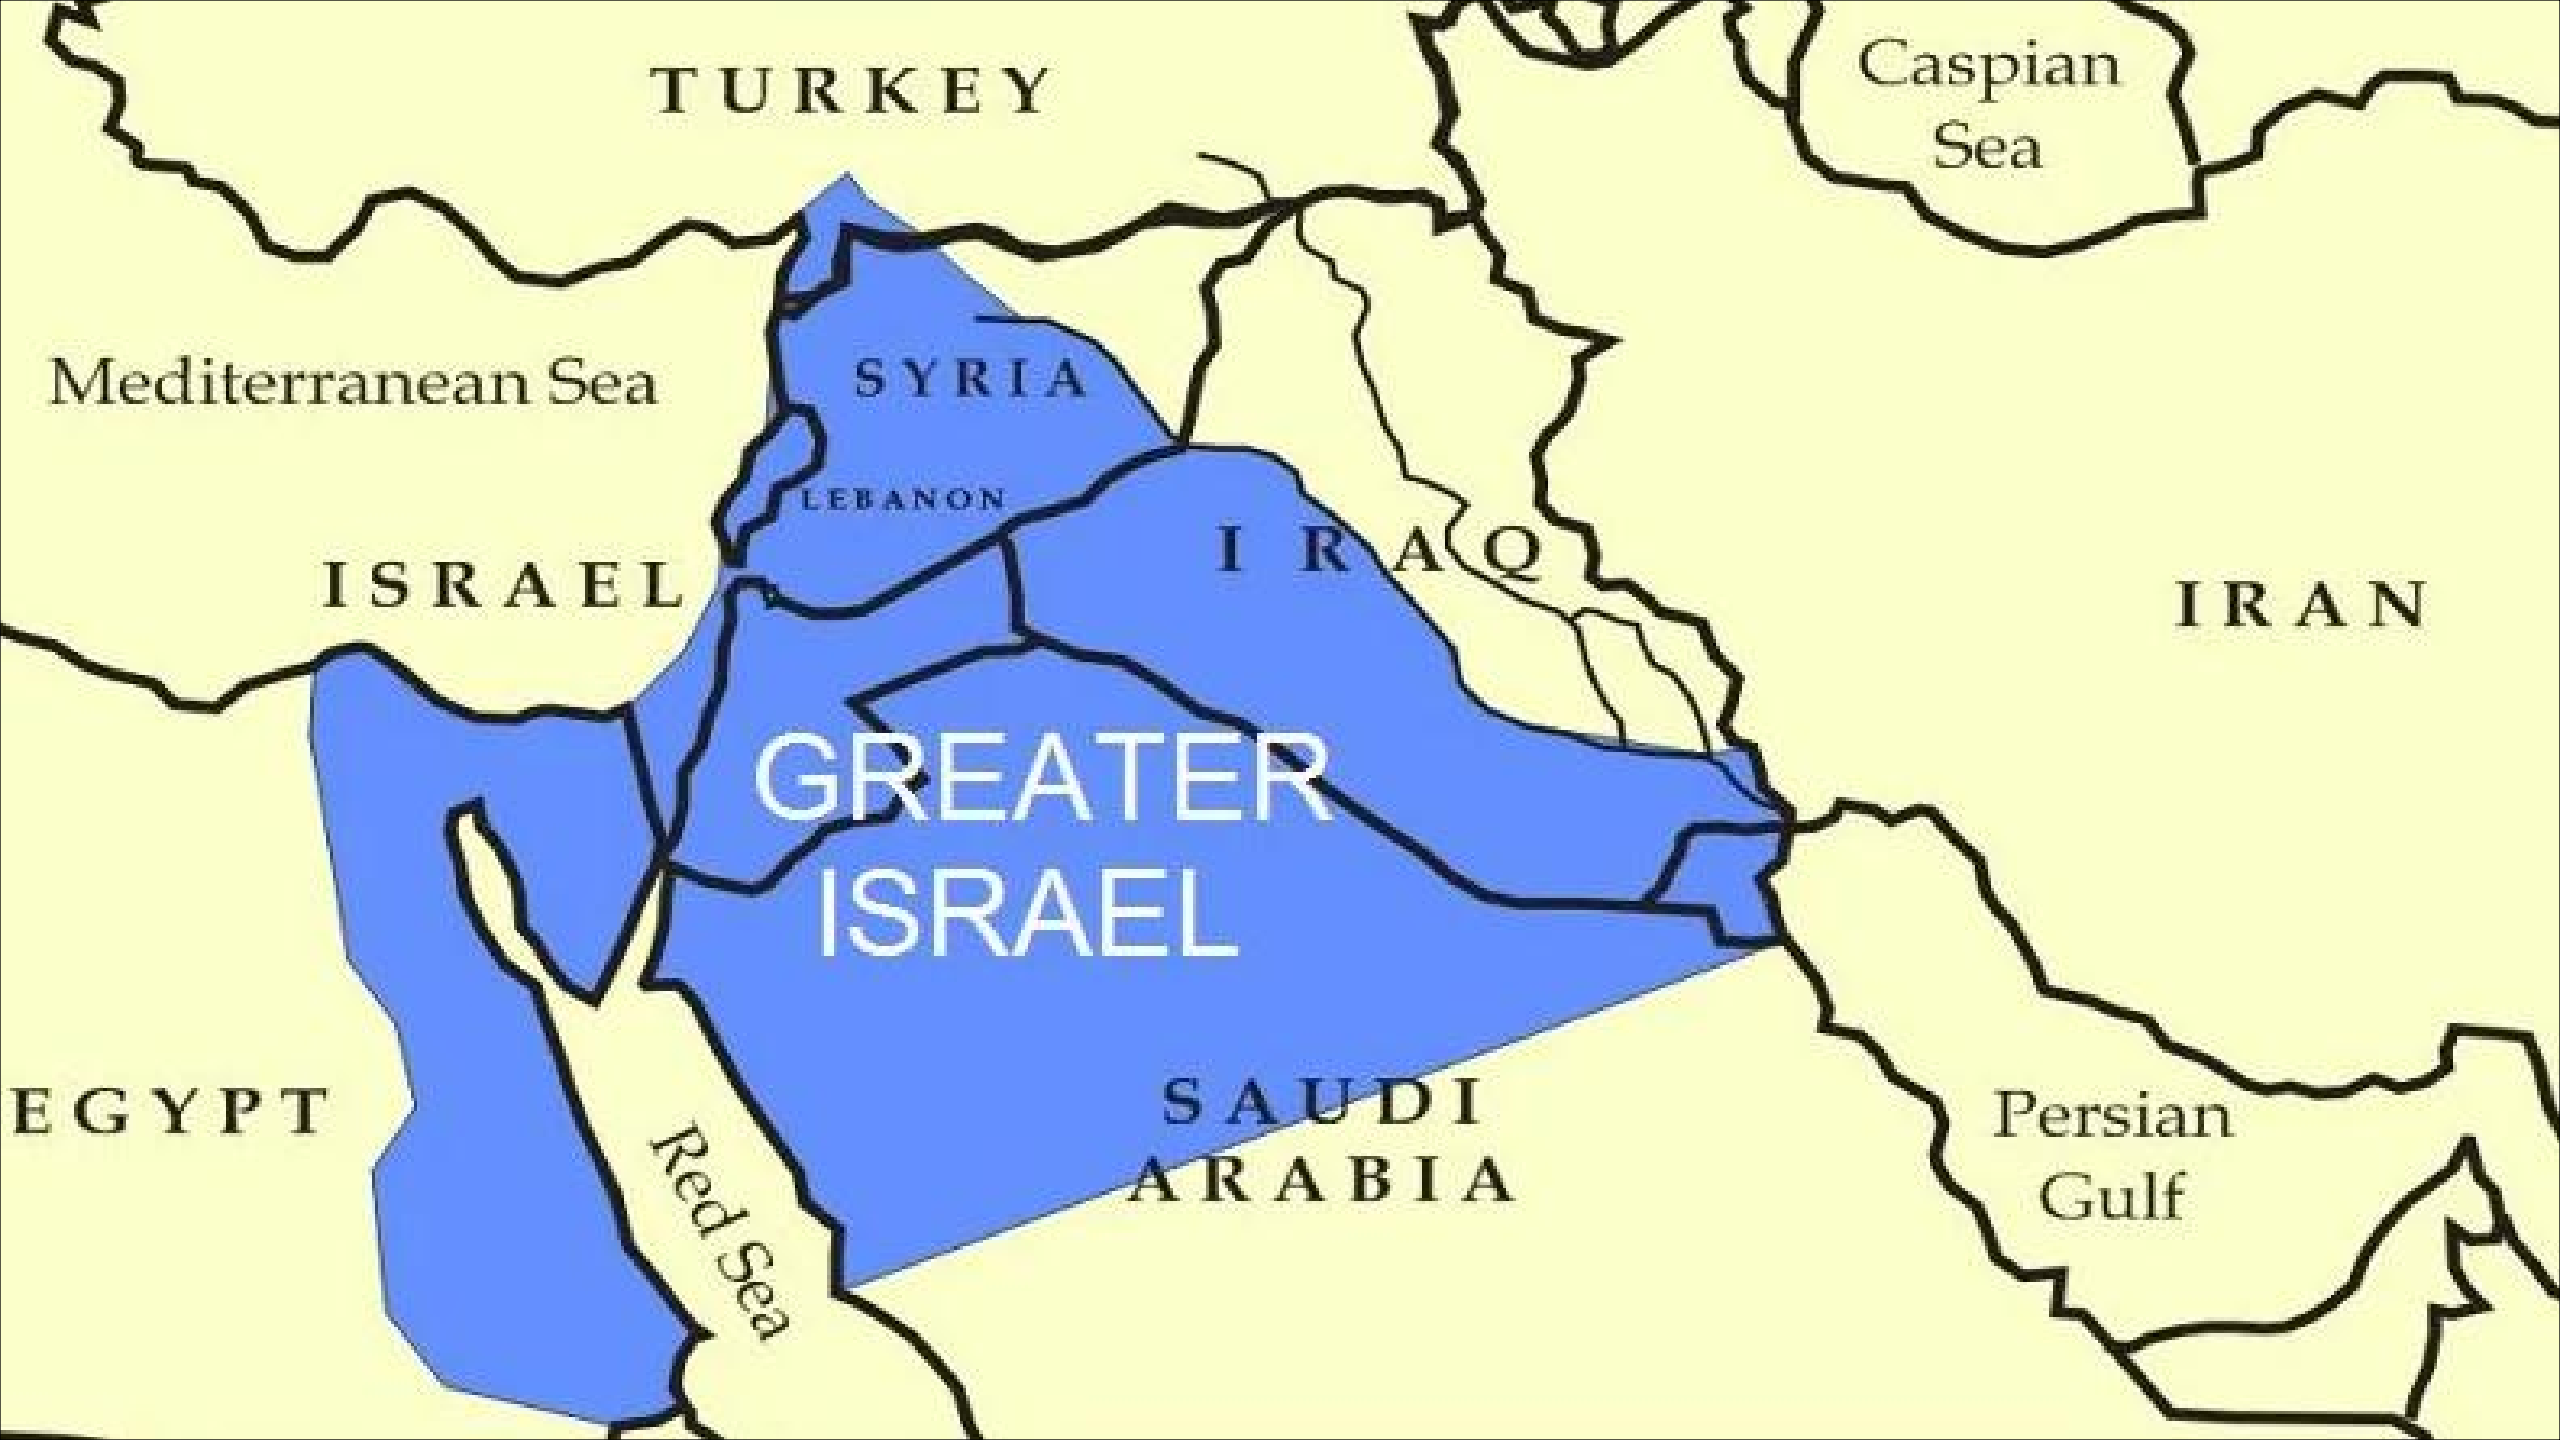 TURKEY
Caspian
Sea
Mediterranean Sea
SYRIA
LEBANON
ISRAEL
IRAQ
IRAN
GREATER
ISRAEL
EGYPT
Red Sea
SAUDI
ARABIA
Persian
Gulf